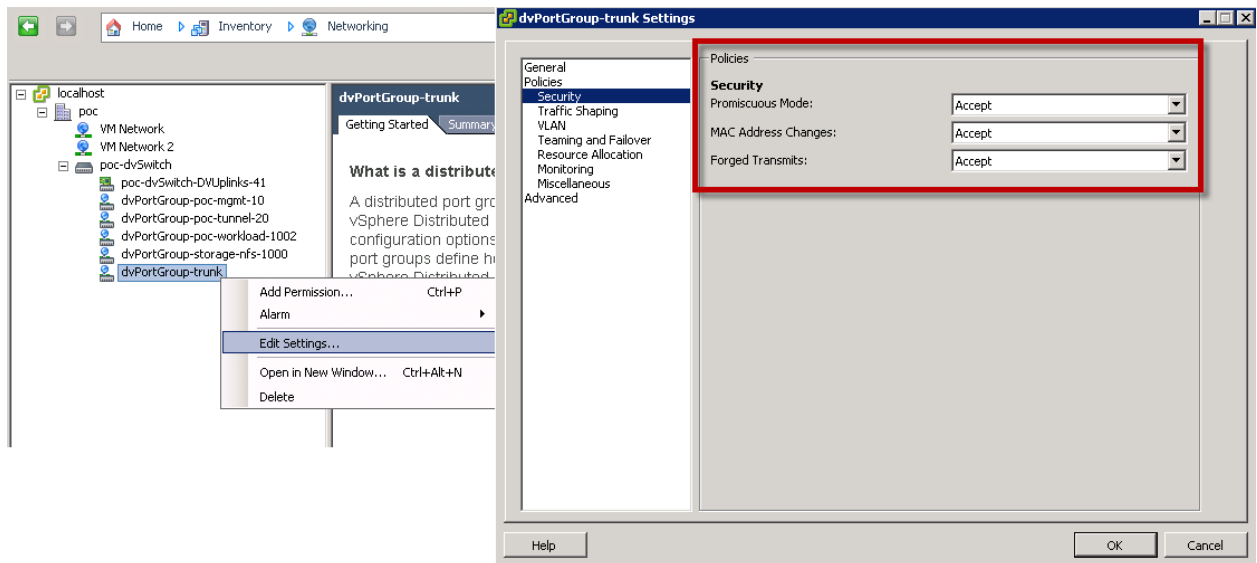 Home Inventory Networking
localhost
poc
VM Network
VM Network 2
poc-dvSwitch
poc-dvSwitch-DVUplinks-41
dvPortGroup-poc-mgmt-10
dvPortGroup-poc-tunnel-20
dvPortGroup-poc-workload-1002
dvPortGroup-storage-nfs-1000
dvPortGroup-trunk
dvPortGroup-trunk
Getting Started Summary
What is a distribute
A distributed port gro
vSphere Distributed
configuration options
port groups define h
vSphere Distributed
Add Permission... Ctrl+P
Alarm
Edit Settings...
Open in New Window... Ctrl+Alt+N
Delete
dvPortGroup-trunk Settings
General
Policies
Security
Traffic Shaping
VLAN
Teaming and Failover
Resource Allocation
Monitoring
Miscellaneous
Advanced
Policies
Security
Promiscuous Mode: Accept
MAC Address Changes: Accept
Forged Transmits: Accept
Help OK Cancel